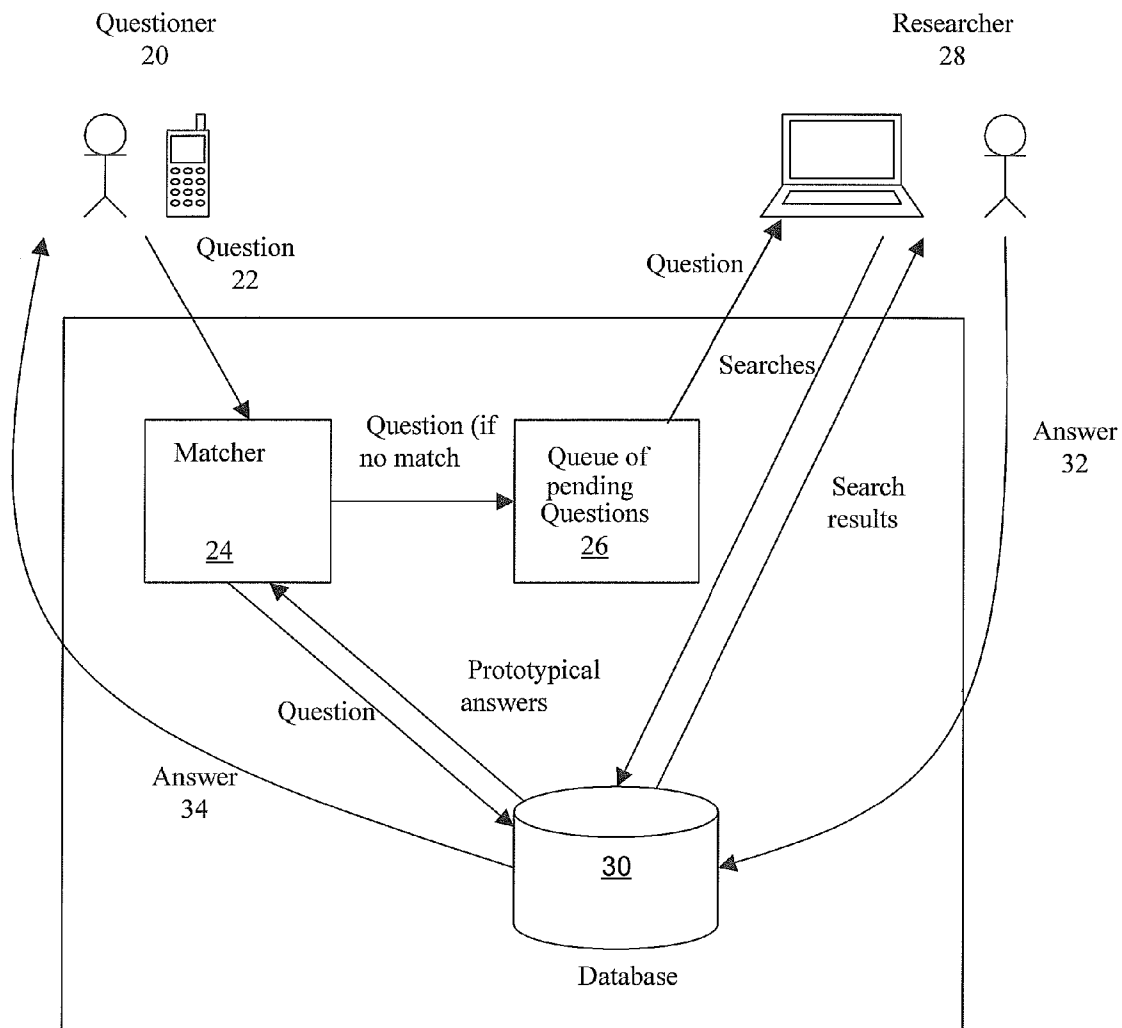 Questioner
20
Researcher
28
Question
22
Question
Searches
Answer
32
Matcher
24
Question (if
no match
Queue of
pending
Questions
26
Search
results
Prototypical
answers
Question
Answer
34
30
Database